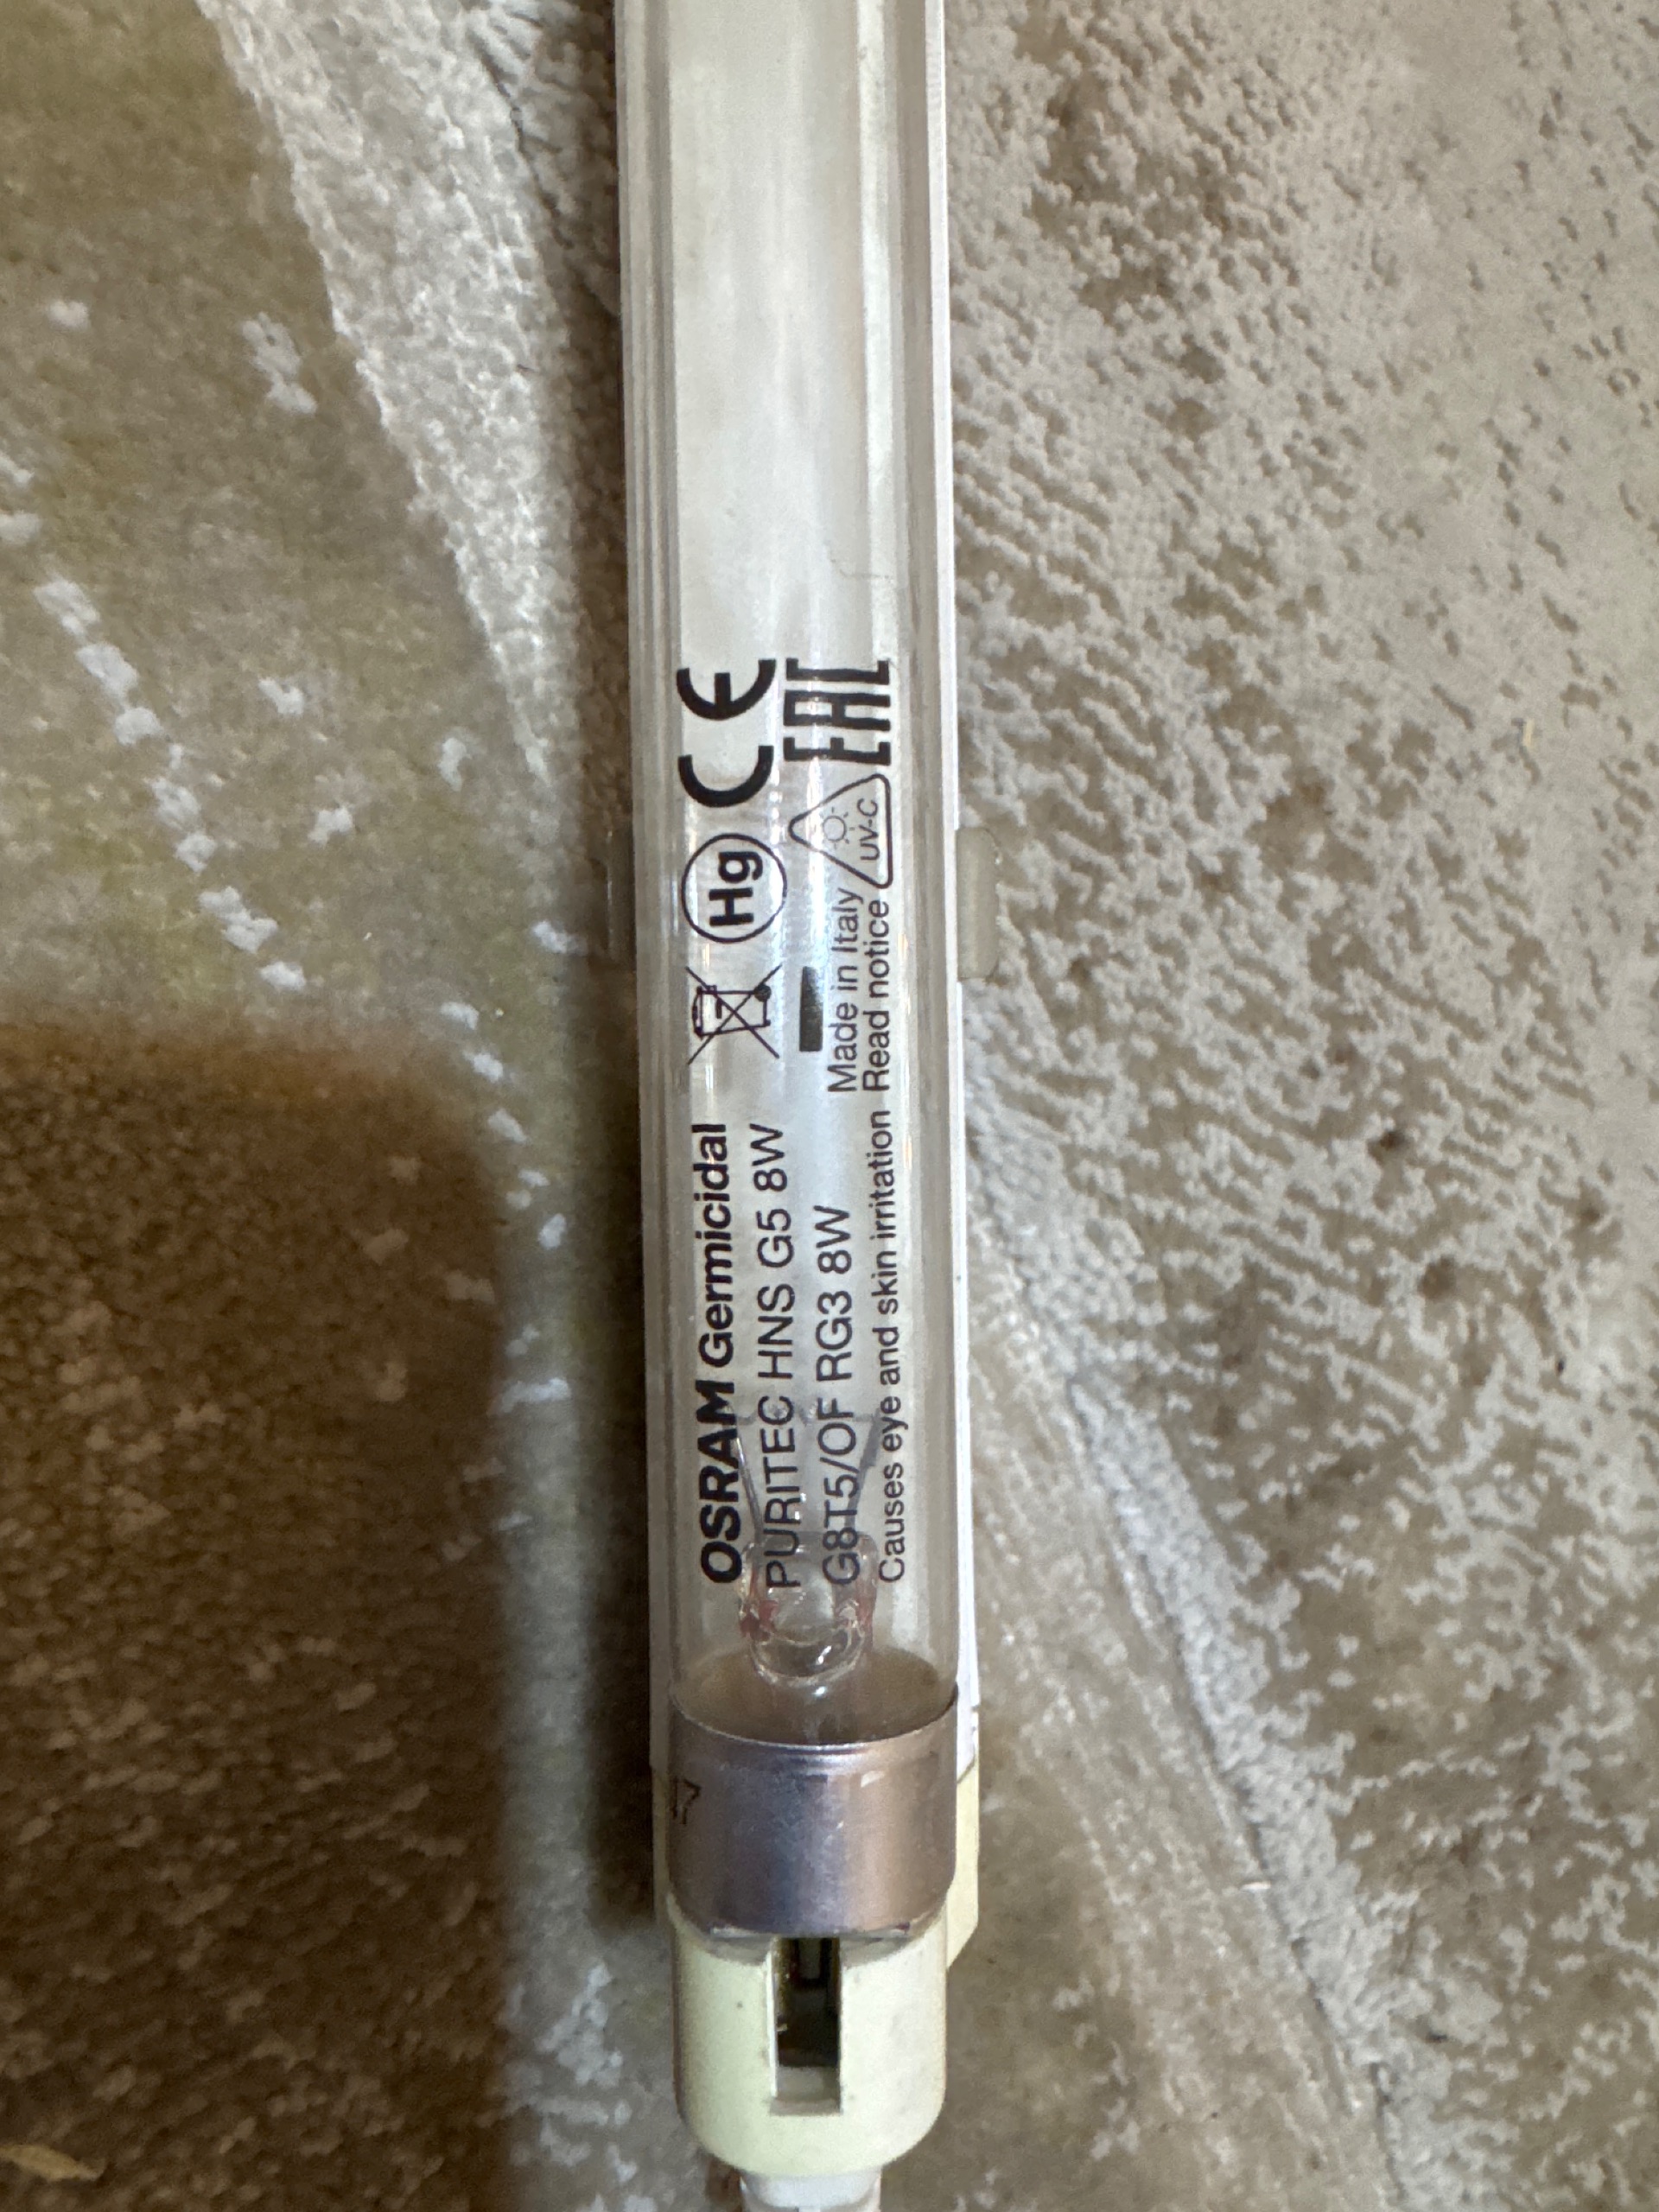 OSRAM Germicidal
PURITEC HNS G5 8W
G8T5/OF RG3 8W
Causes eye and skin irritation Read notice
Made in Italy
Hg
CE
UV-C
EAC